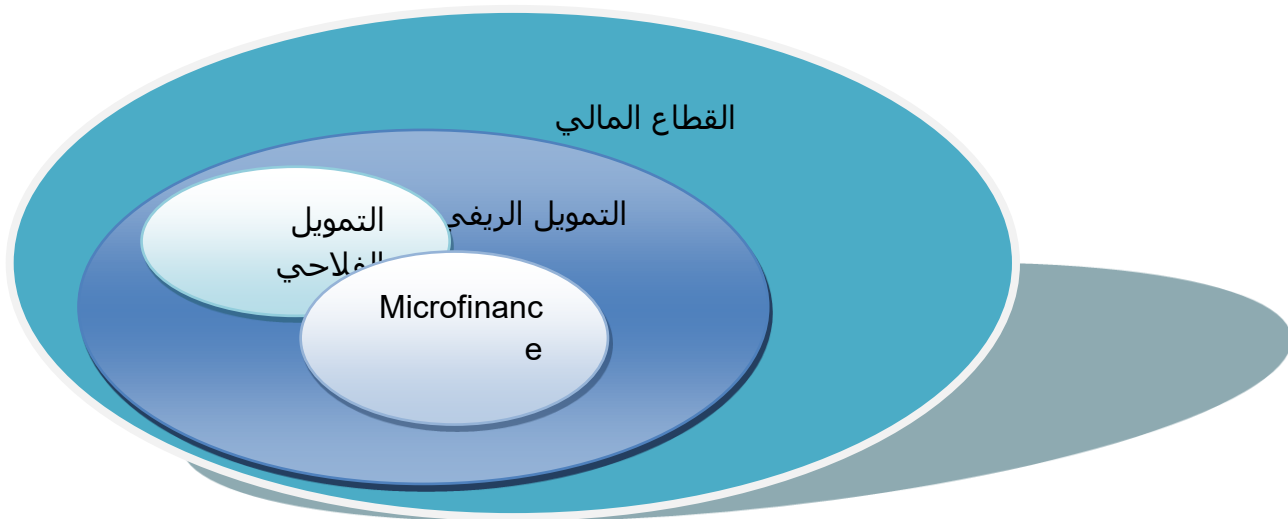 القطاع المالي
التمويل الريفي
التمويل
الفلاحي
Microfinanc
e